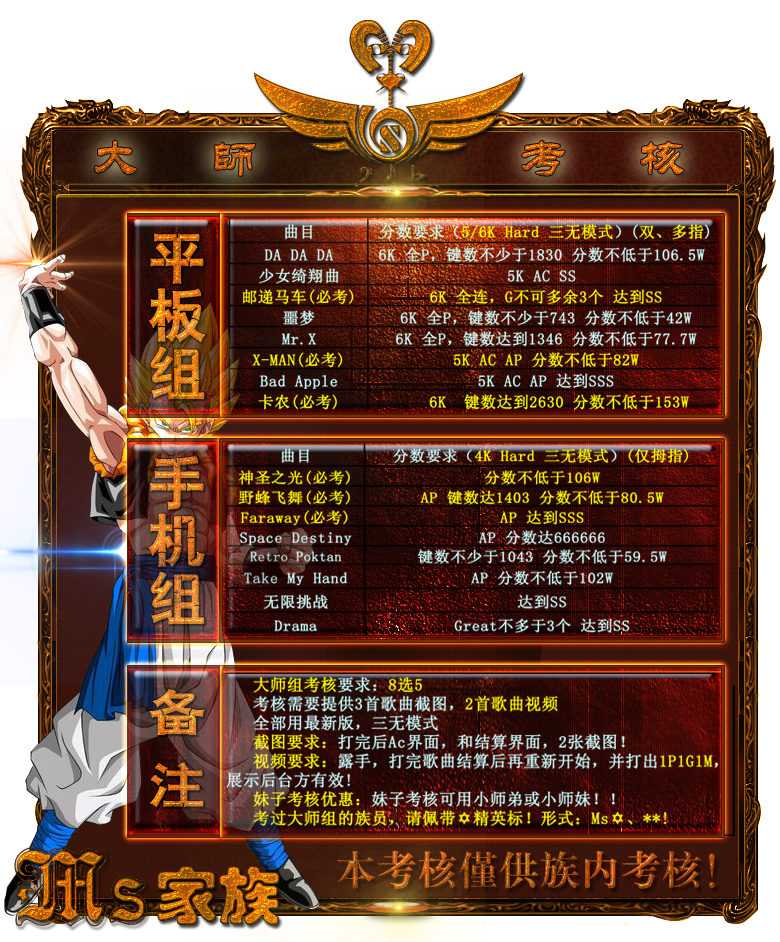 大師考核
平板组
曲目 分数要求（5/6K Hard 三无模式）(双、多指)
DA DA DA 6K 全P，键数不少于1830 分数不低于106.5W
少女绮翔曲 5K AC SS
邮递马车(必考) 6K 全连，G不可多余3个 达到SS
噩梦 6K 全P，键数不少于743 分数不低于42W
Mr.X 6K 全P，键数达到1346 分数不低于77.7W
X-MAN(必考) 5K AC AP 分数不低于82W
Bad Apple 5K AC AP 达到SSS
卡农(必考) 6K 键数达到2630 分数不低于153W
手机组
曲目 分数要求（4K Hard 三无模式）(仅拇指)
神圣之光(必考) 分数不低于106W
野蜂飞舞(必考) AP 键数达1403 分数不低于80.5W
Faraway(必考) AP 达到SSS
Space Destiny AP 分数达666666
Retro Poktan 键数不少于1043 分数不低于59.5W
Take My Hand AP 分数不低于102W
无限挑战 达到SS
Drama Great不多于3个 达到SS
备注
大师组考核要求：8选5
考核需要提供3首歌曲截图，2首歌曲视频
全部用最新版，三无模式
截图要求：打完后Ac界面，和结算界面，2张截图！
视频要求：露手，打完歌曲结算后再重新开始，并打出1P1G1M，
展示后台方有效!
妹子考核优惠：妹子考核可用小师弟或小师妹！！
考过大师组的族员，请佩带✡精英标！形式：Ms✡、**!
Ms家族
本考核僅供族内考核!